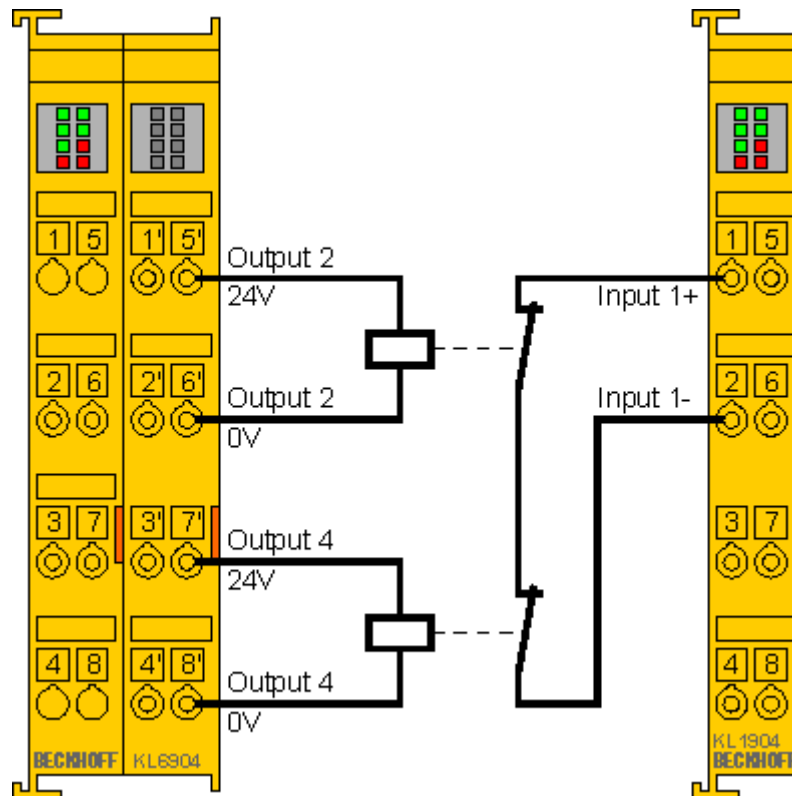 1 5 1' 5' 1 5
Output 2
24V
Input 1+
2 6 2' 6' 2 6
Output 2
0V
Input 1-
3 7 3' 7' 3 7
Output 4
24V
4 8 4' 8' 4 8
Output 4
0V
BECKHOFF KL6904
KL1904
BECKHOFF